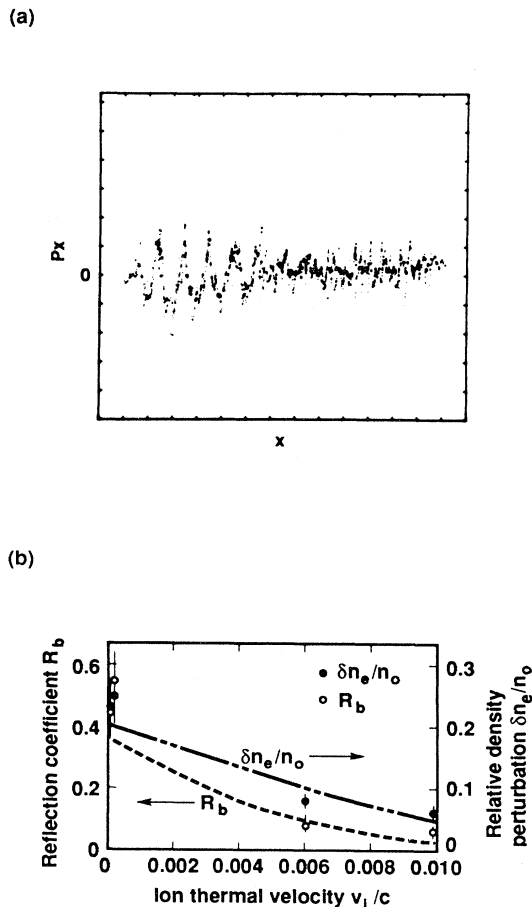 (a)
Px
0
x
(b)
Reflection coefficient R_b
0.6
0.4
0.2
0
δn_e/n_o
R_b
δn_e/n_o
R_b
0.3
0.2
0.1
0
Relative density
perturbation δn_e/n_o
0 0.002 0.004 0.006 0.008 0.010
Ion thermal velocity v_i/c